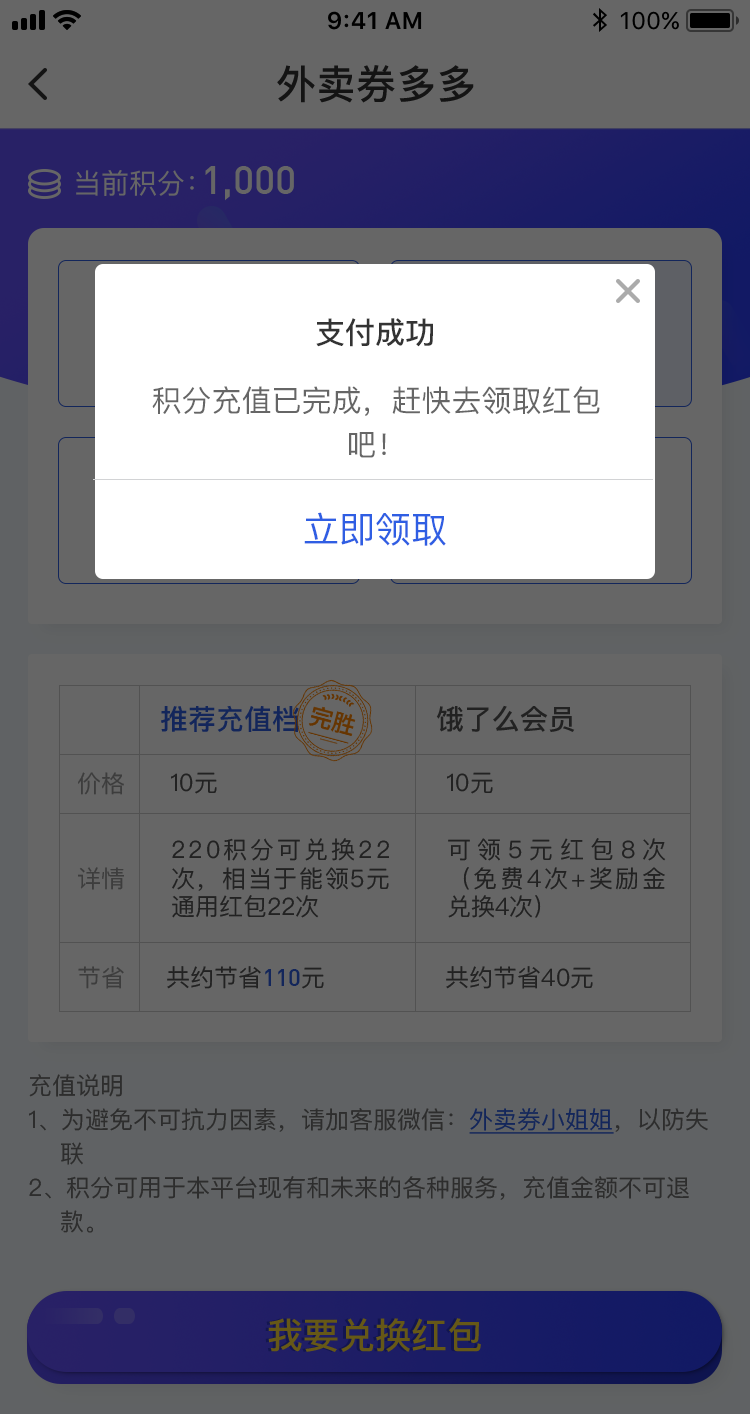 9:41 AM
100%
外卖券多多
当前积分:1,000
支付成功
积分充值已完成，赶快去领取红包
吧！
立即领取
推荐充值档
完胜
饿了么会员
价格
10元
10元
详情
220积分可兑换22
次，相当于能领5元
通用红包22次
可领5元红包8次
（免费4次+奖励金
兑换4次）
节省
共约节省110元
共约节省40元
充值说明
1、为避免不可抗力因素，请加客服微信：外卖券小姐姐，以防失
联
2、积分可用于本平台现有和未来的各种服务，充值金额不可退
款。
我要兑换红包